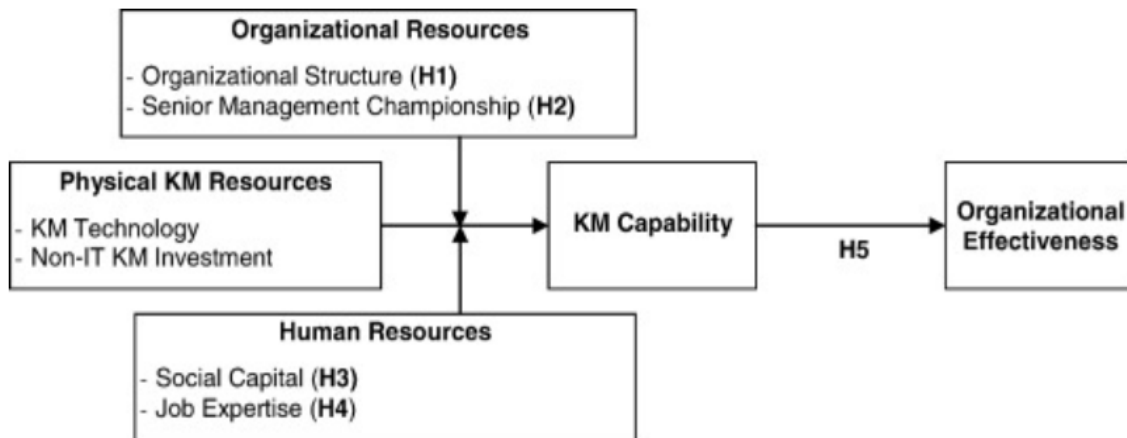 Organizational Resources
- Organizational Structure (H1)
- Senior Management Championship (H2)
Physical KM Resources
- KM Technology
- Non-IT KM Investment
KM Capability
H5
Organizational
Effectiveness
Human Resources
- Social Capital (H3)
- Job Expertise (H4)